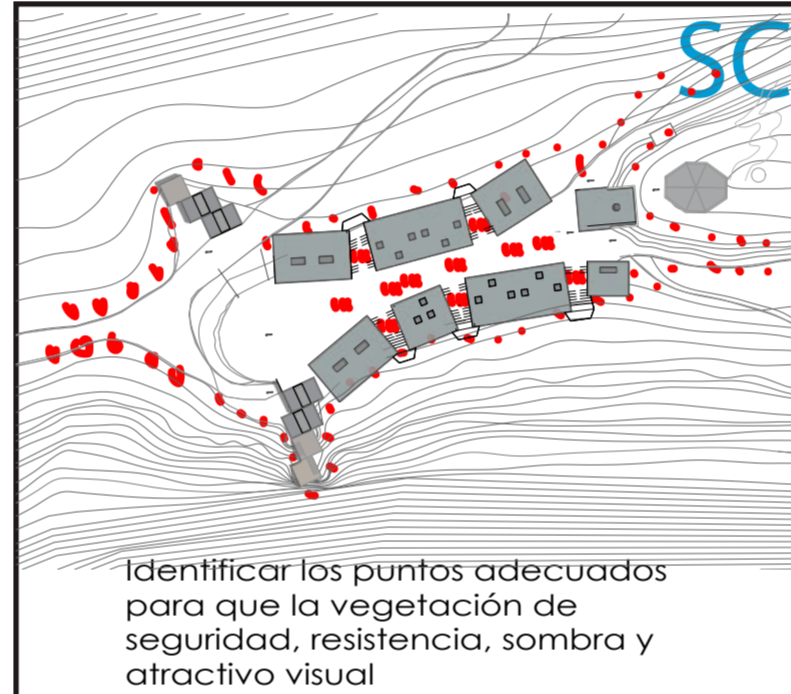 SC
Identificar los puntos adecuados
para que la vegetación de
seguridad, resistencia, sombra y
atractivo visual